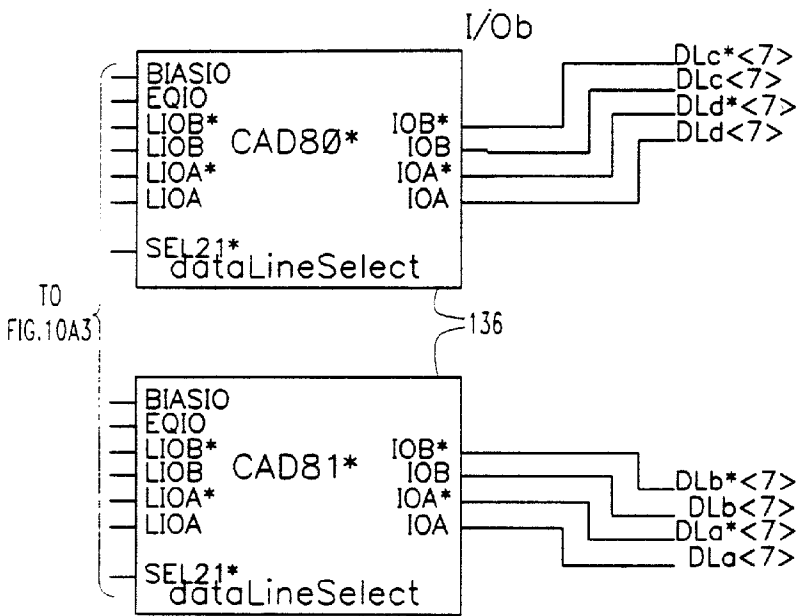 I/Ob
BIASIO
EQIO
LIOB*
LIOB
LIOA*
LIOA
SEL21*
CAD80*
IOB*
IOB
IOA*
IOA
dataLineSelect
DLc*<7>
DLc<7>
DLd*<7>
DLd<7>
TO
FIG.10A3
136
BIASIO
EQIO
LIOB*
LIOB
LIOA*
LIOA
SEL21*
CAD81*
IOB*
IOB
IOA*
IOA
dataLineSelect
DLb*<7>
DLb<7>
DLa*<7>
DLa<7>